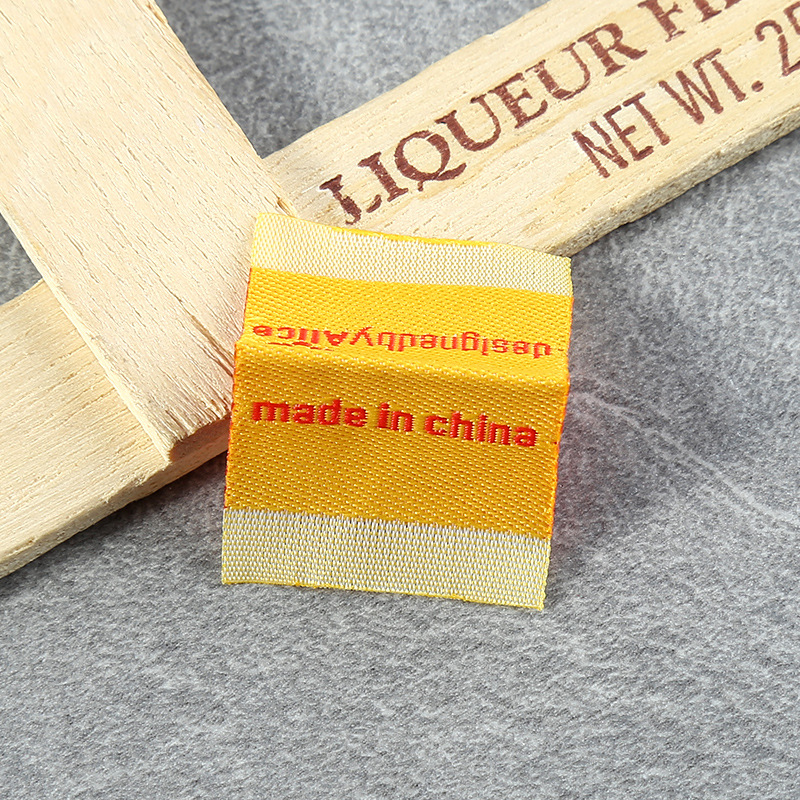 LIQUEUR
NET WT.
designedbyAlice
made in china